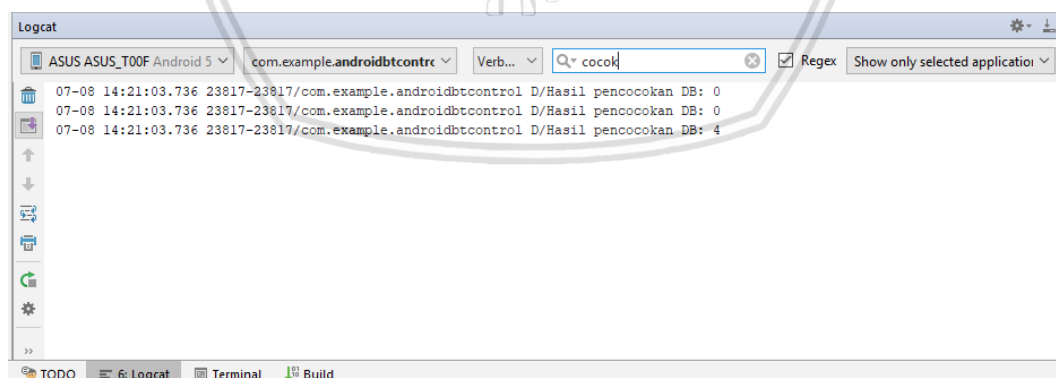 Logcat
ASUS ASUS_T00F Android 5 com.example.androidbtcontrc Verb... cocok Regex Show only selected application
07-08 14:21:03.736 23817-23817/com.example.androidbtcontrol D/Hasil pencocokan DB: 0
07-08 14:21:03.736 23817-23817/com.example.androidbtcontrol D/Hasil pencocokan DB: 0
07-08 14:21:03.736 23817-23817/com.example.androidbtcontrol D/Hasil pencocokan DB: 4
TODO 6: Logcat Terminal Build